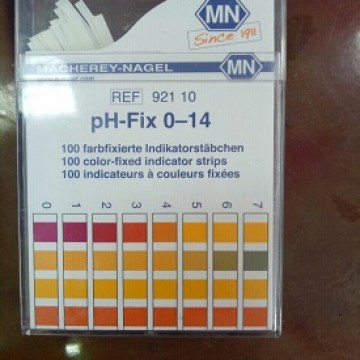 MN
Since 1911
MACHEREY-NAGEL
MN
REF 921 10
pH-Fix 0–14
100 farbfixierte Indikatorstäbchen
100 color-fixed indicator strips
100 indicateurs à couleurs fixées
0 1 2 3 4 5 6 7